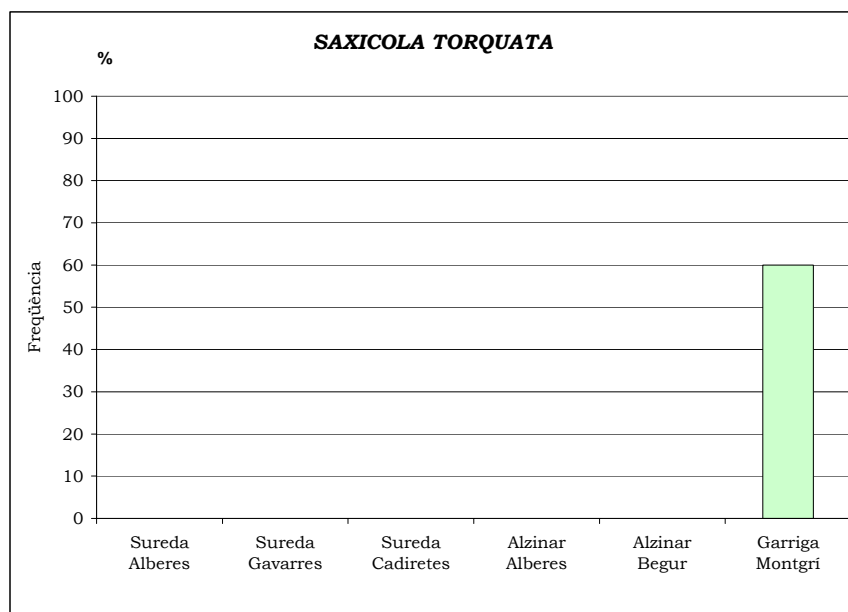 SAXICOLA TORQUATA
%
100
90
80
70
60
50
40
30
20
10
0
Freqüència
Sureda
Alberes
Sureda
Gavarres
Sureda
Cadiretes
Alzinar
Alberes
Alzinar
Begur
Garriga
Montgrí